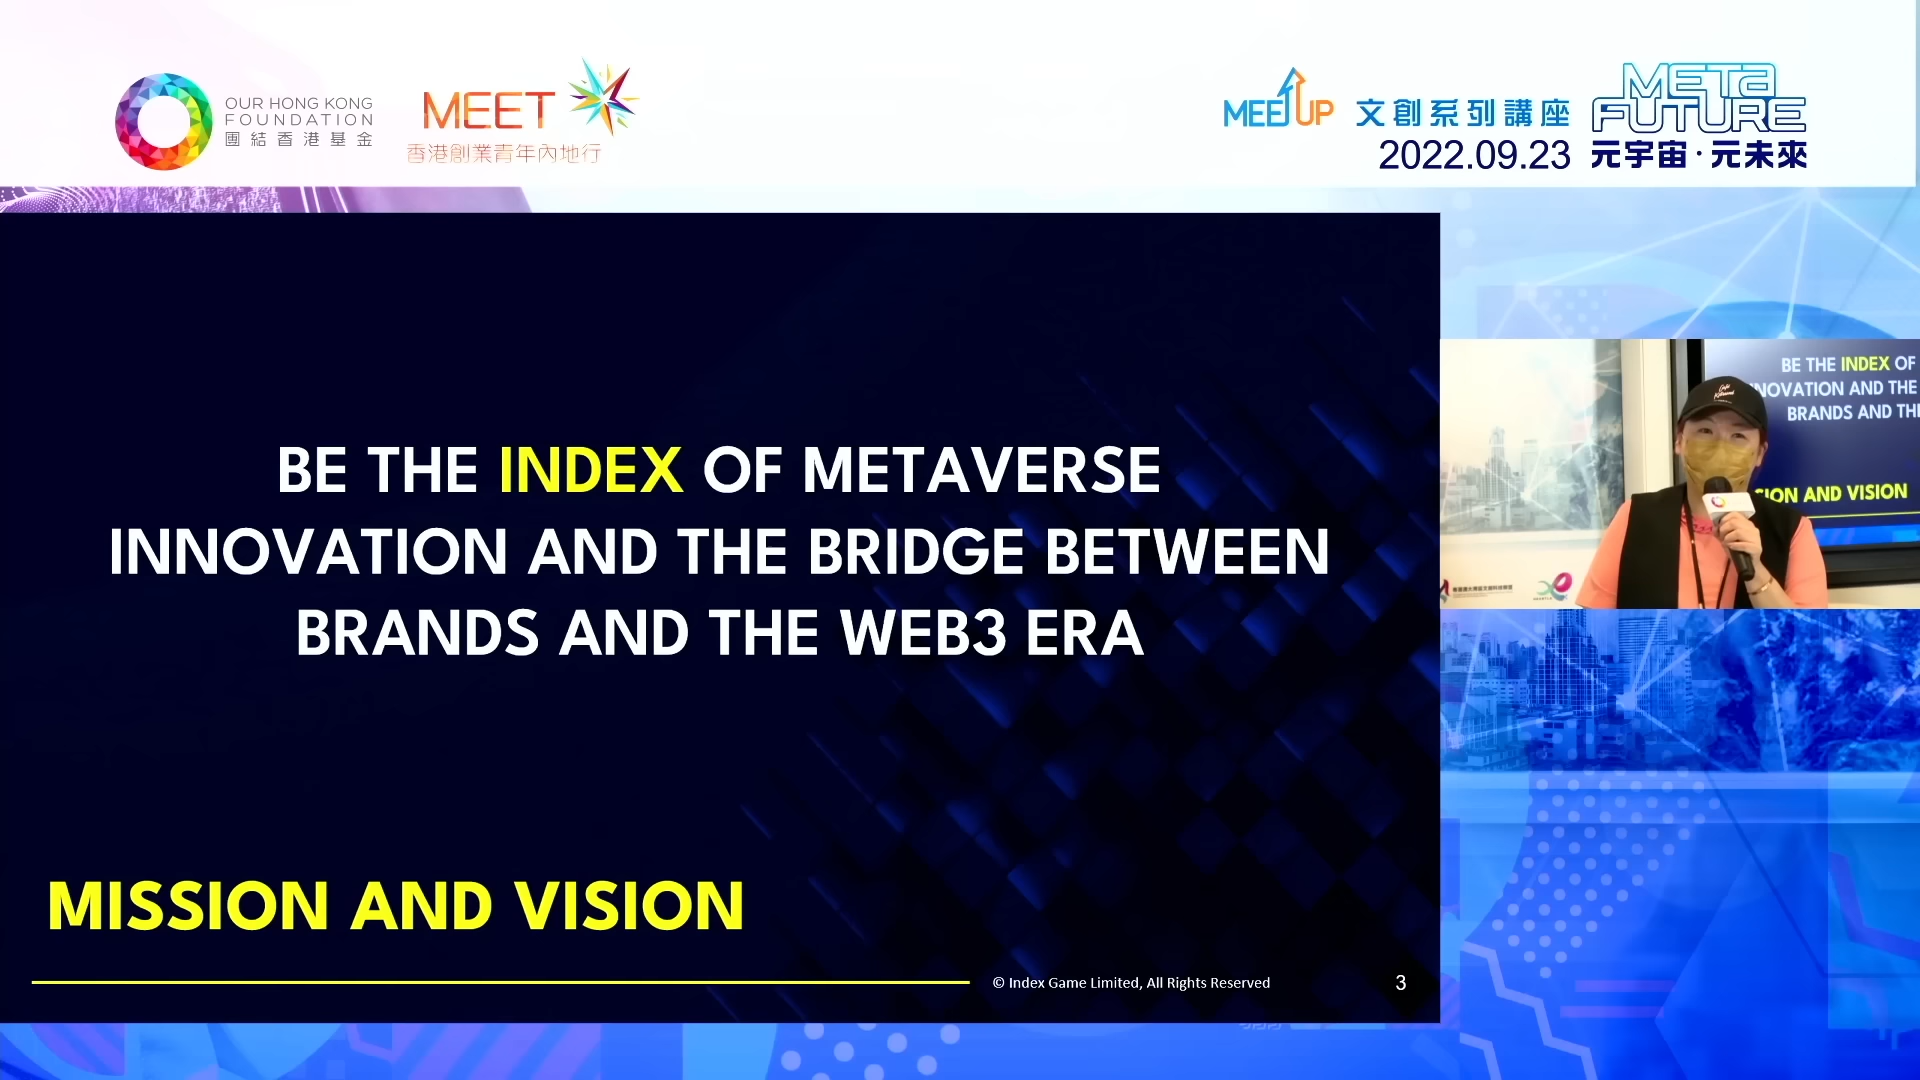 OUR HONG KONG
FOUNDATION
團結香港基金
MEET
香港創業青年內地行
MEETUP 文創系列講座
2022.09.23
META
FUTURE
元宇宙·元未來
BE THE INDEX OF METAVERSE
INNOVATION AND THE BRIDGE BETWEEN
BRANDS AND THE WEB3 ERA
MISSION AND VISION
© Index Game Limited, All Rights Reserved
3
BE THE INDEX OF
NOVATION AND THE
BRANDS AND TH
SION AND VISION